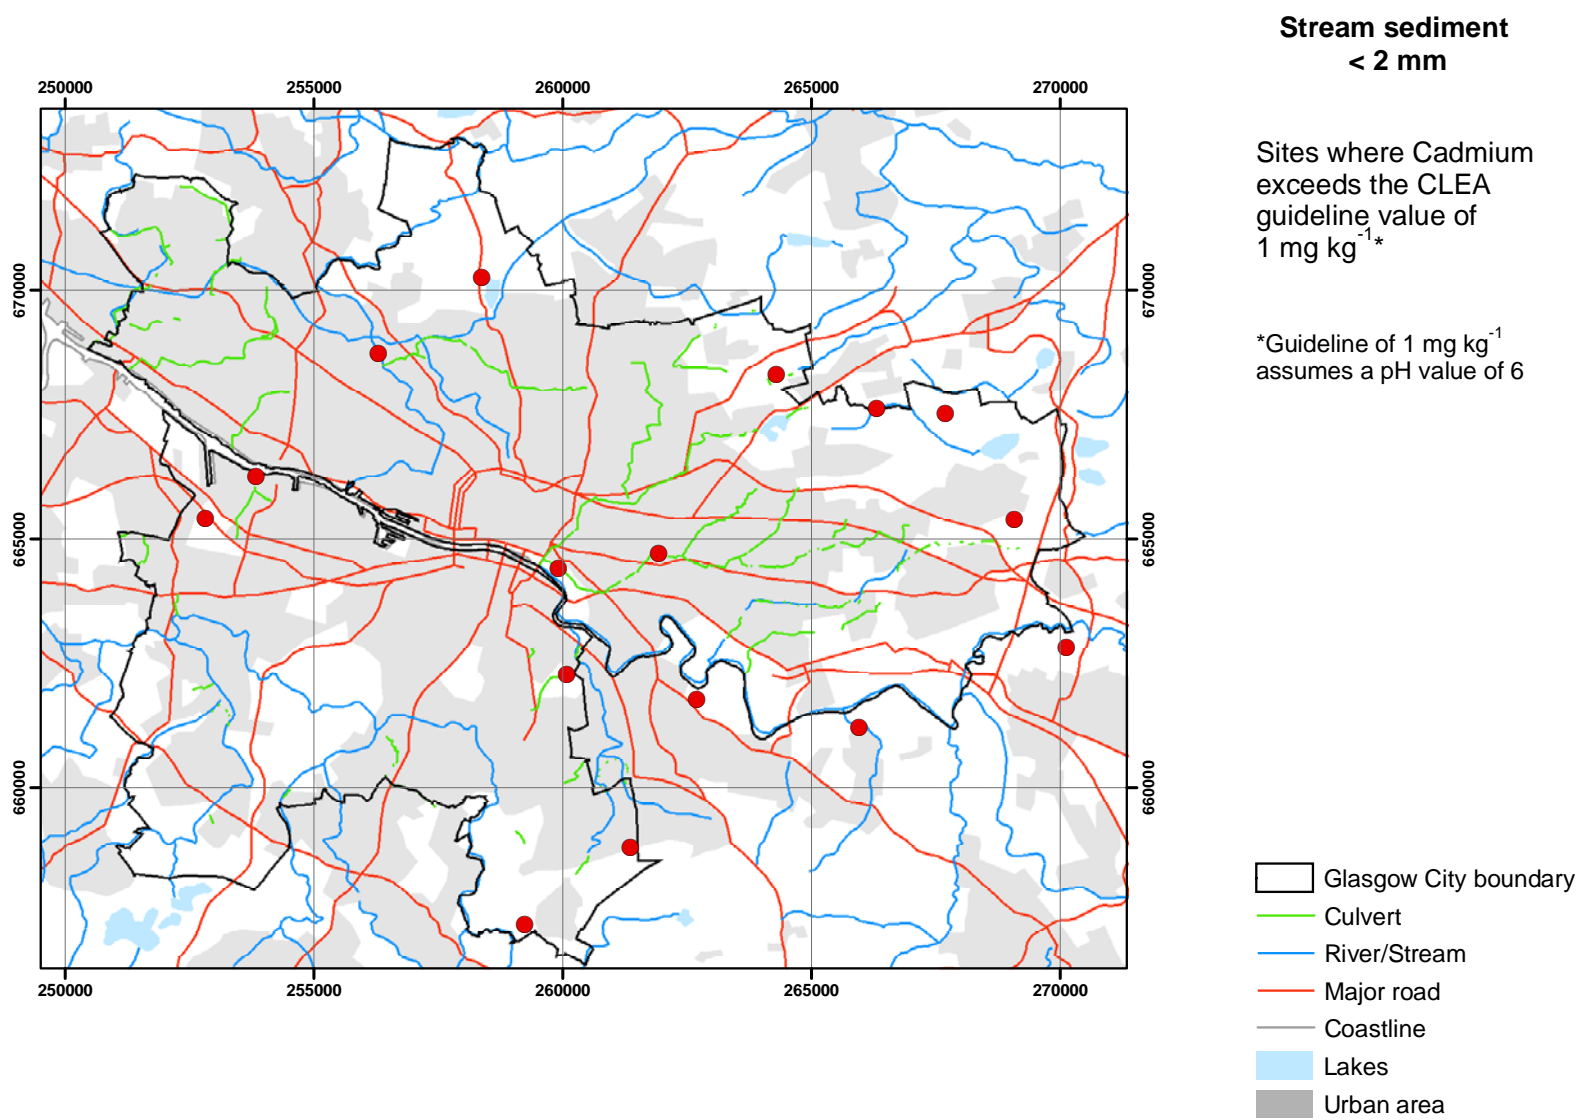 Stream sediment
< 2 mm
250000 255000 260000 265000 270000
Sites where Cadmium
exceeds the CLEA
guideline value of
1 mg kg⁻¹*
670000 670000
*Guideline of 1 mg kg⁻¹
assumes a pH value of 6
665000 665000
660000 660000
250000 255000 260000 265000 270000
Glasgow City boundary
Culvert
River/Stream
Major road
Coastline
Lakes
Urban area